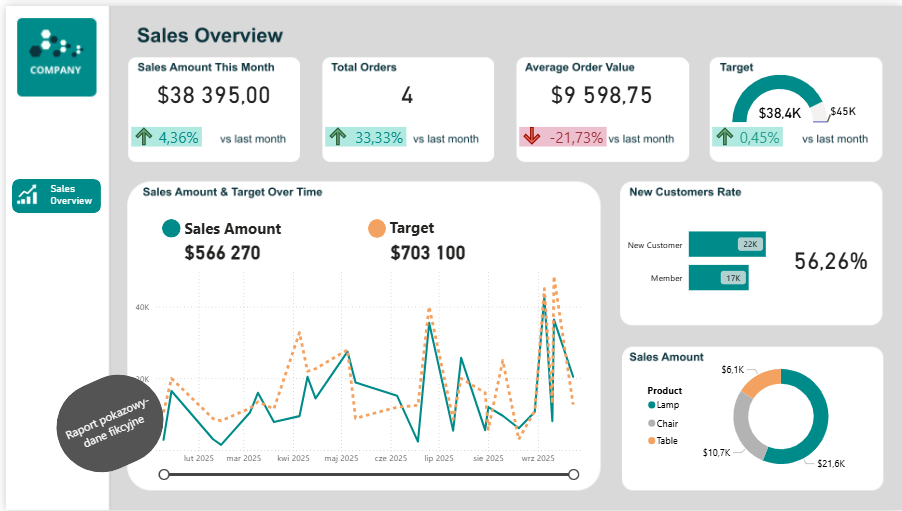 COMPANY
Sales Overview
Sales Amount This Month
$38 395,00
4,36%
vs last month
Total Orders
4
33,33%
vs last month
Average Order Value
$9 598,75
-21,73%
vs last month
Target
$38,4K
$45K
0,45%
vs last month
Sales
Overview
Sales Amount & Target Over Time
Sales Amount
$566 270
Target
$703 100
40K
lut 2025
mar 2025
kwi 2025
maj 2025
cze 2025
lip 2025
sie 2025
wrz 2025
Raport pokazowy-
dane fikcyjne
New Customers Rate
New Customer
22K
Member
17K
56,26%
Sales Amount
Product
Lamp
Chair
Table
$6,1K
$10,7K
$21,6K